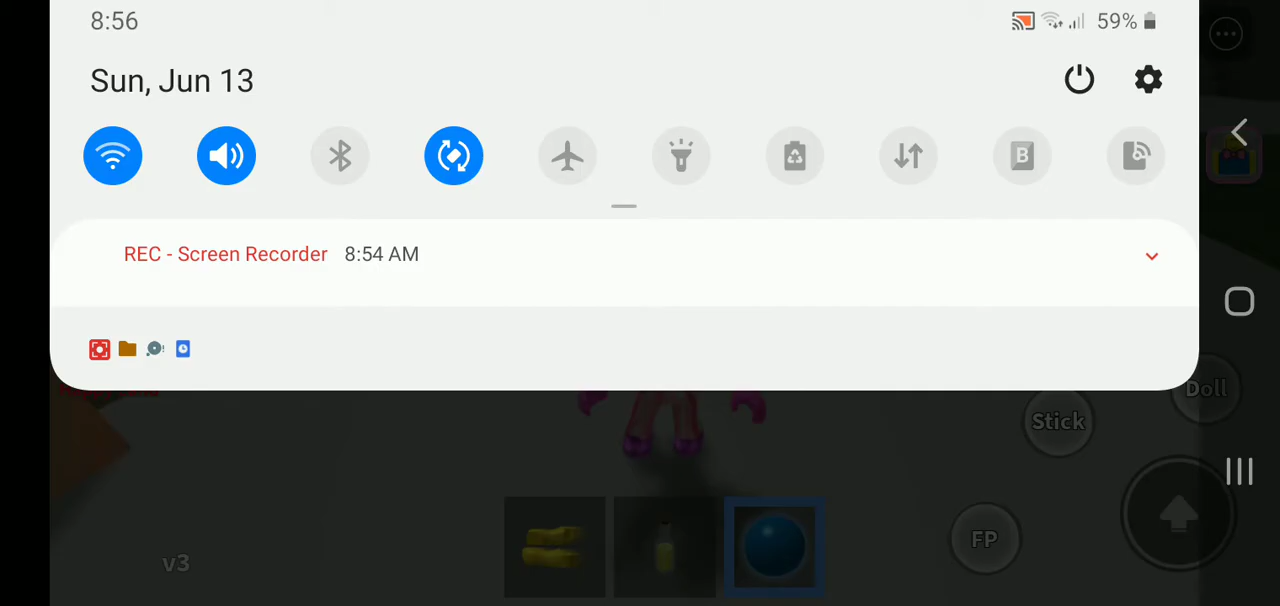 8:56
59%
Sun, Jun 13
B
REC - Screen Recorder 8:54 AM
Doll
Stick
FP
v3